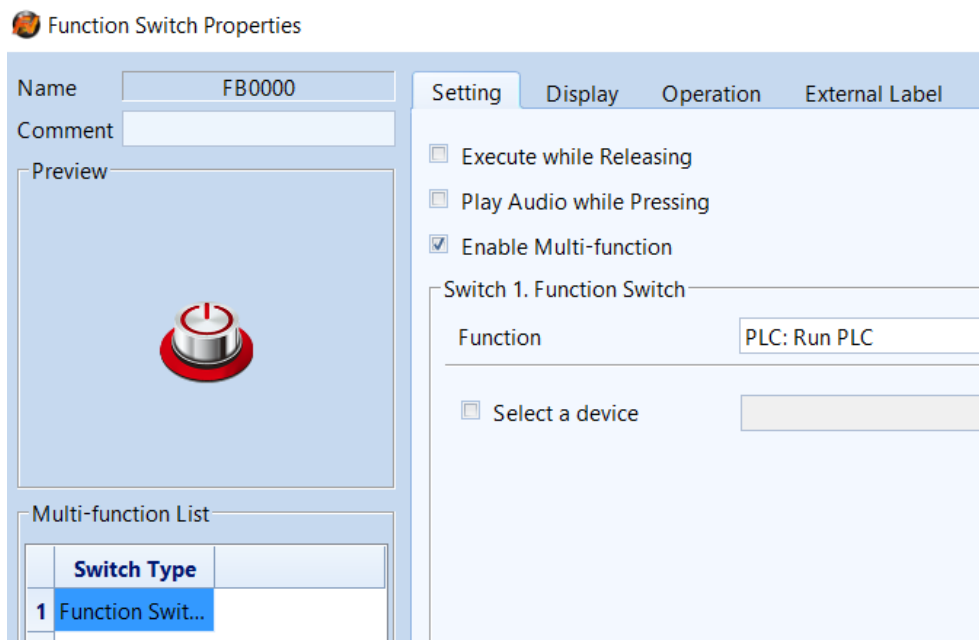 Function Switch Properties
Name FB0000
Comment
Preview
Multi-function List
Switch Type
1 Function Swit...
Setting Display Operation External Label
Execute while Releasing
Play Audio while Pressing
Enable Multi-function
Switch 1. Function Switch
Function PLC: Run PLC
Select a device